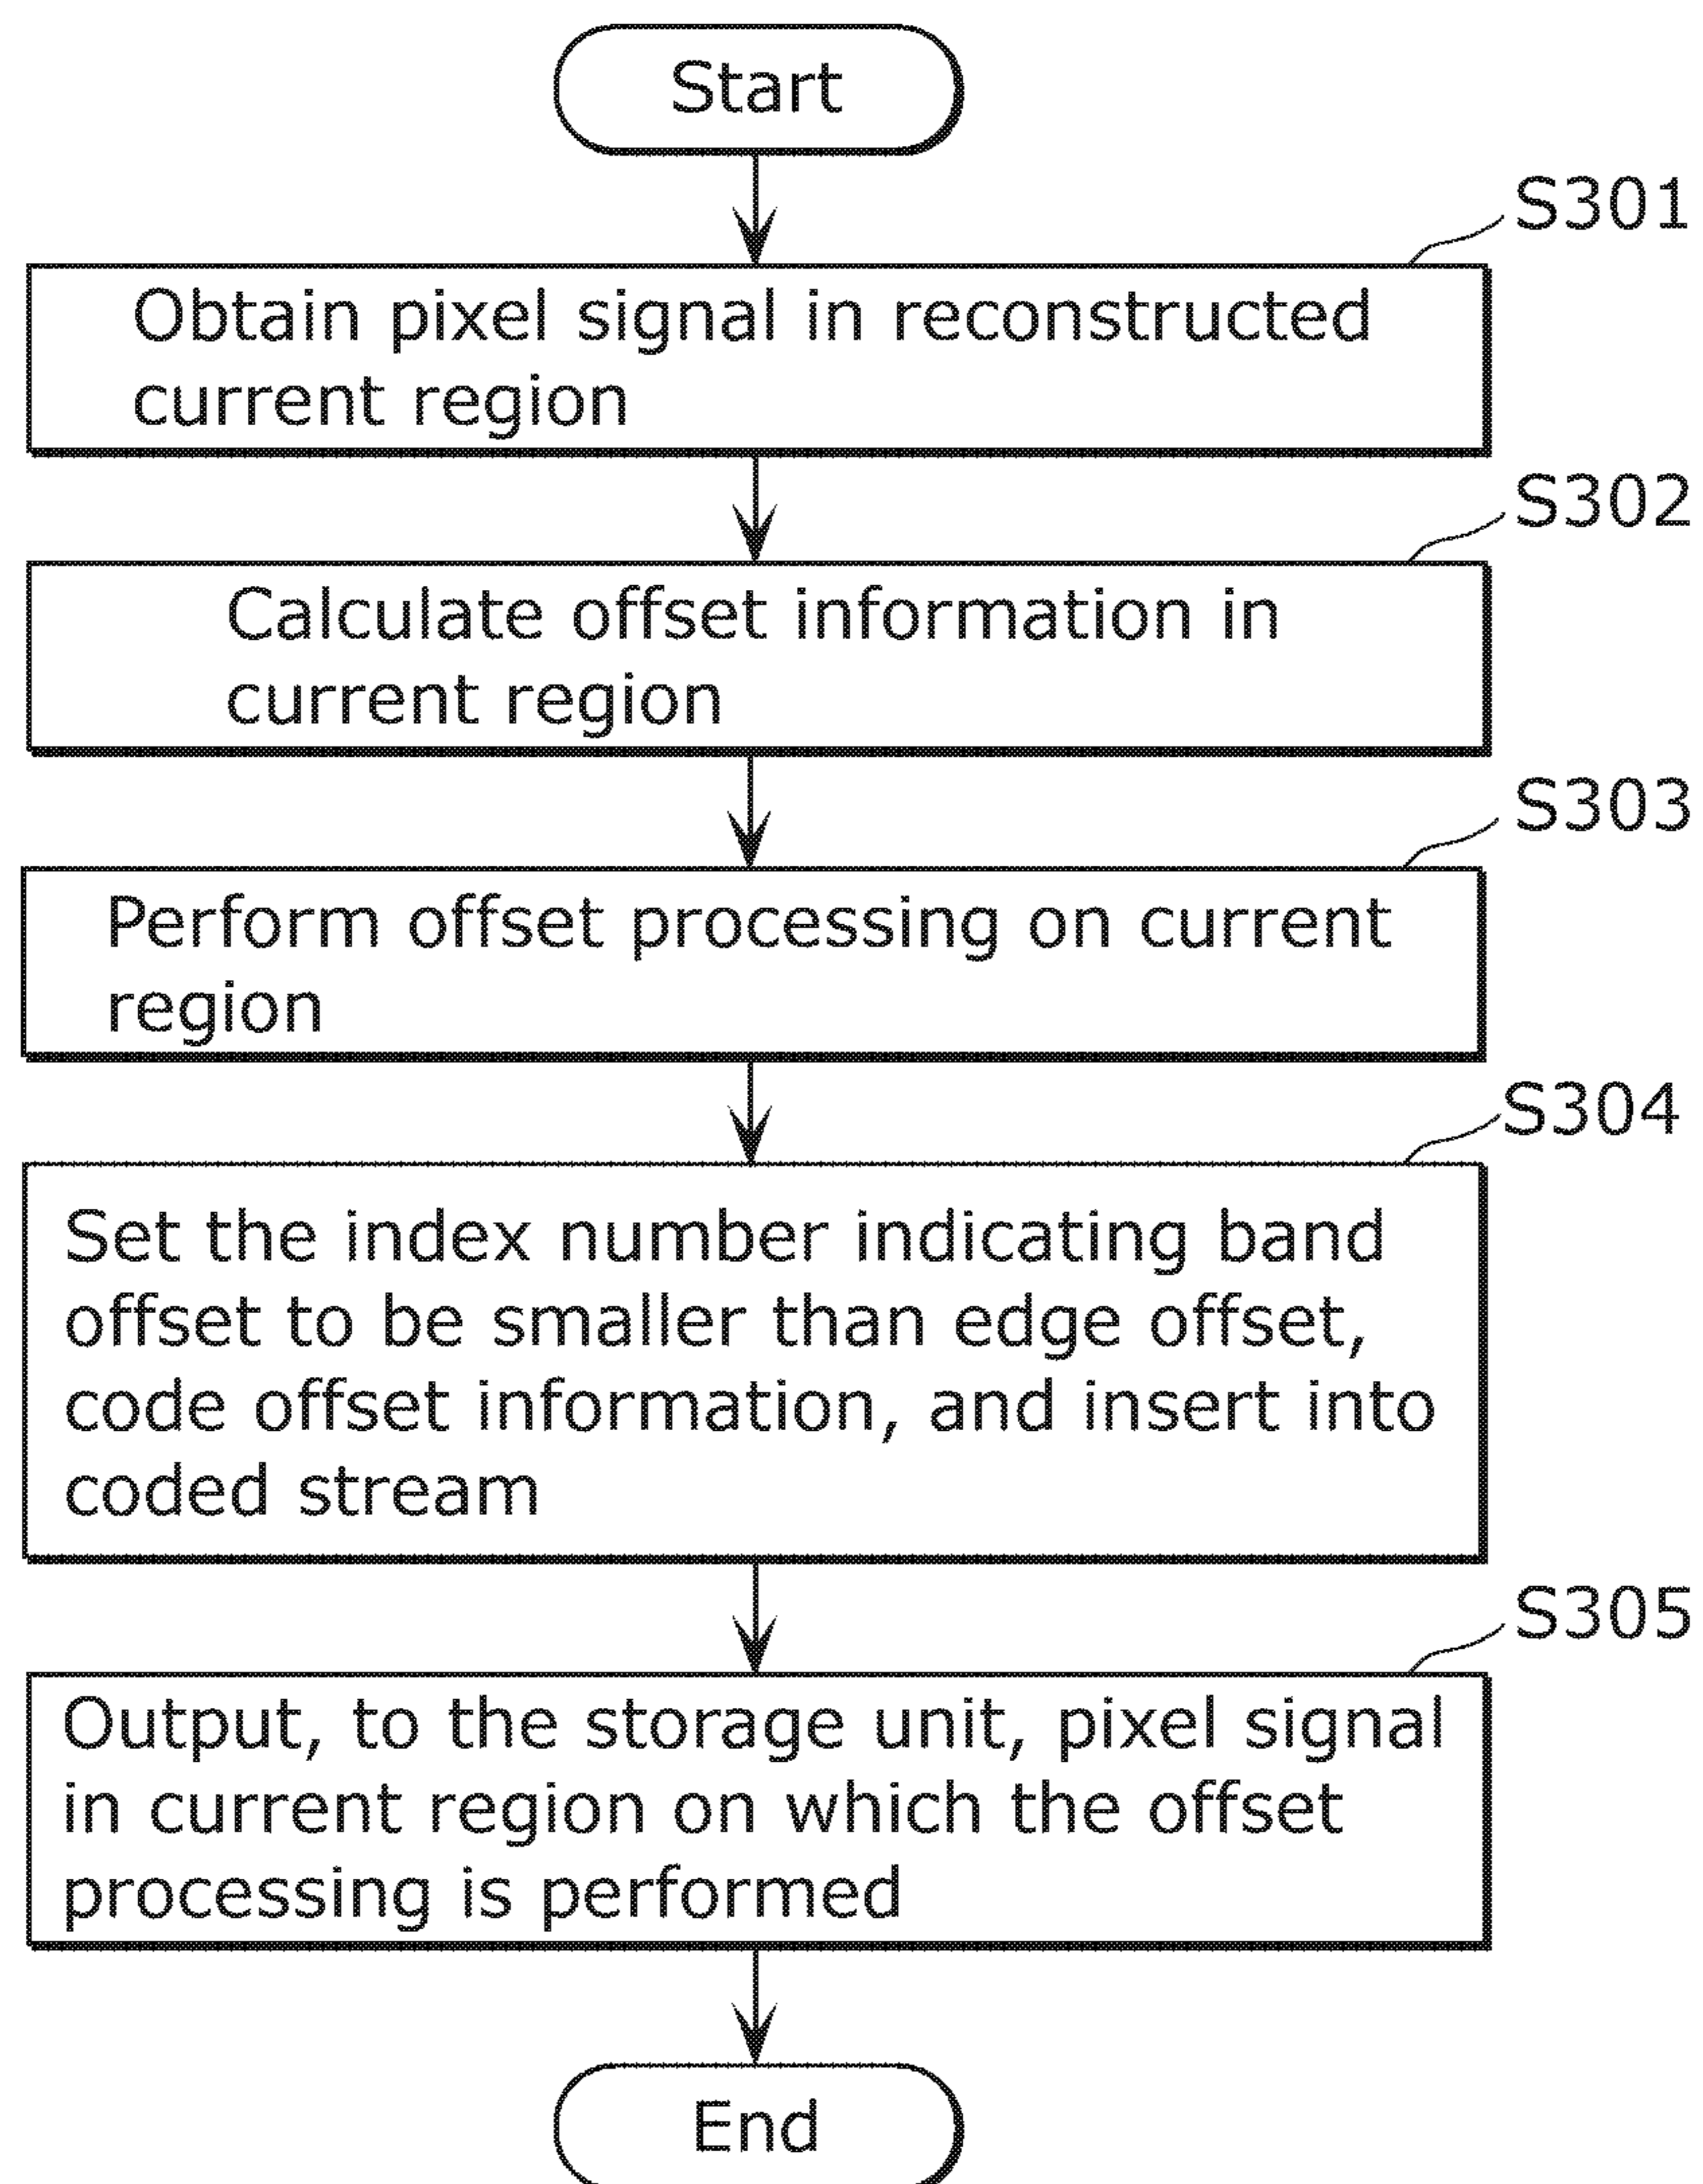 Start
S301
Obtain pixel signal in reconstructed
current region
S302
Calculate offset information in
current region
S303
Perform offset processing on current
region
S304
Set the index number indicating band
offset to be smaller than edge offset,
code offset information, and insert into
coded stream
S305
Output, to the storage unit, pixel signal
in current region on which the offset
processing is performed
End